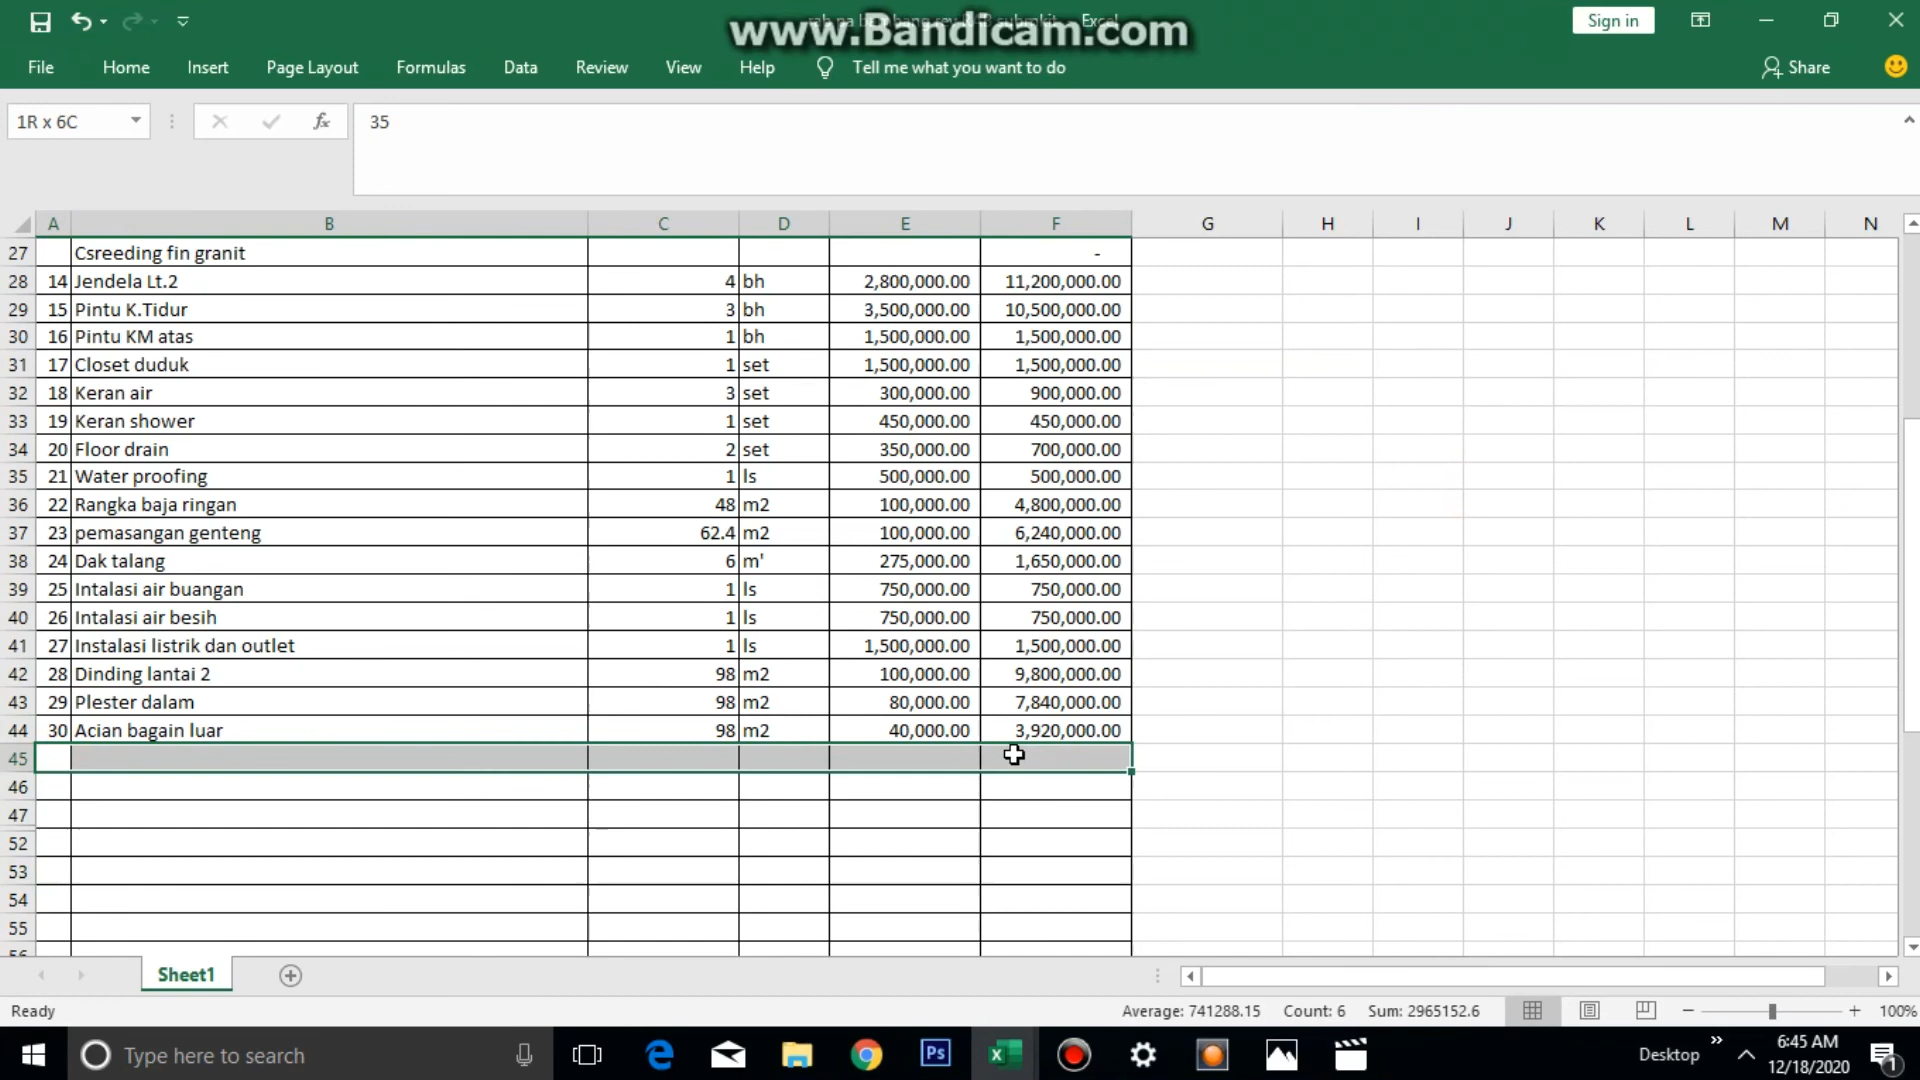 rab pa be bang rev RAB submkit - Excel
www.Bandicam.com
Sign in
File Home Insert Page Layout Formulas Data Review View Help Tell me what you want to do Share
1R x 6C fx 35
A B C D E F G H I J K L M N
27 Csreeding fin granit -
28 14 Jendela Lt.2 4 bh 2,800,000.00 11,200,000.00
29 15 Pintu K.Tidur 3 bh 3,500,000.00 10,500,000.00
30 16 Pintu KM atas 1 bh 1,500,000.00 1,500,000.00
31 17 Closet duduk 1 set 1,500,000.00 1,500,000.00
32 18 Keran air 3 set 300,000.00 900,000.00
33 19 Keran shower 1 set 450,000.00 450,000.00
34 20 Floor drain 2 set 350,000.00 700,000.00
35 21 Water proofing 1 ls 500,000.00 500,000.00
36 22 Rangka baja ringan 48 m2 100,000.00 4,800,000.00
37 23 pemasangan genteng 62.4 m2 100,000.00 6,240,000.00
38 24 Dak talang 6 m' 275,000.00 1,650,000.00
39 25 Intalasi air buangan 1 ls 750,000.00 750,000.00
40 26 Intalasi air besih 1 ls 750,000.00 750,000.00
41 27 Instalasi listrik dan outlet 1 ls 1,500,000.00 1,500,000.00
42 28 Dinding lantai 2 98 m2 100,000.00 9,800,000.00
43 29 Plester dalam 98 m2 80,000.00 7,840,000.00
44 30 Acian bagain luar 98 m2 40,000.00 3,920,000.00
45
46
47
52
53
54
55
56
Sheet1
Ready Average: 741288.15 Count: 6 Sum: 2965152.6 100%
Type here to search Ps Desktop 6:45 AM
12/18/2020 1